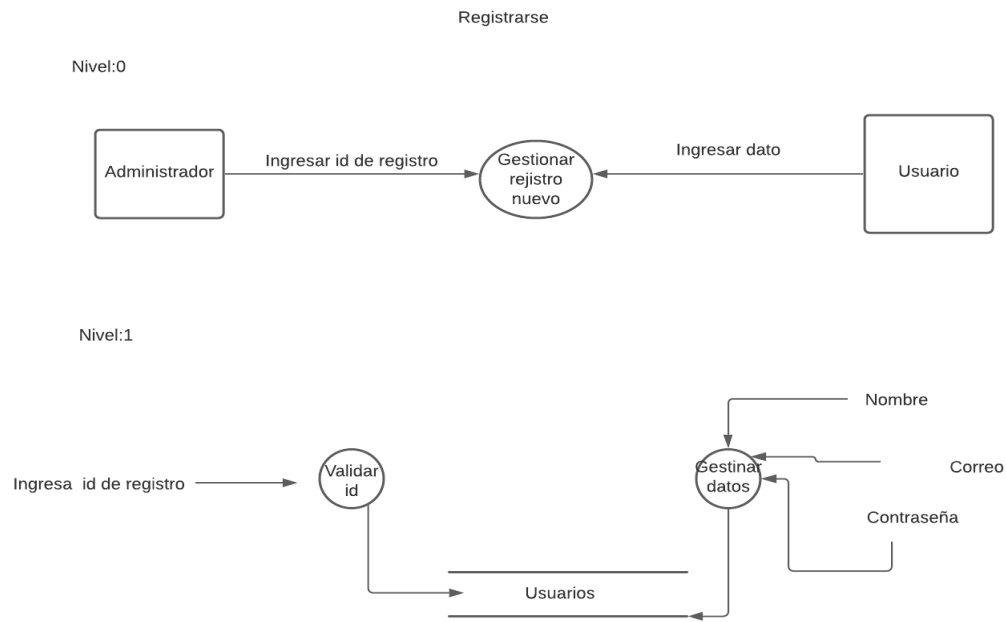 Registrarse
Nivel:0
Administrador
Ingresar id de registro
Gestionar
rejistro
nuevo
Ingresar dato
Usuario
Nivel:1
Nombre
Ingresa  id de registro
Validar
id
Gestinar
datos
Correo
Contraseña
Usuarios